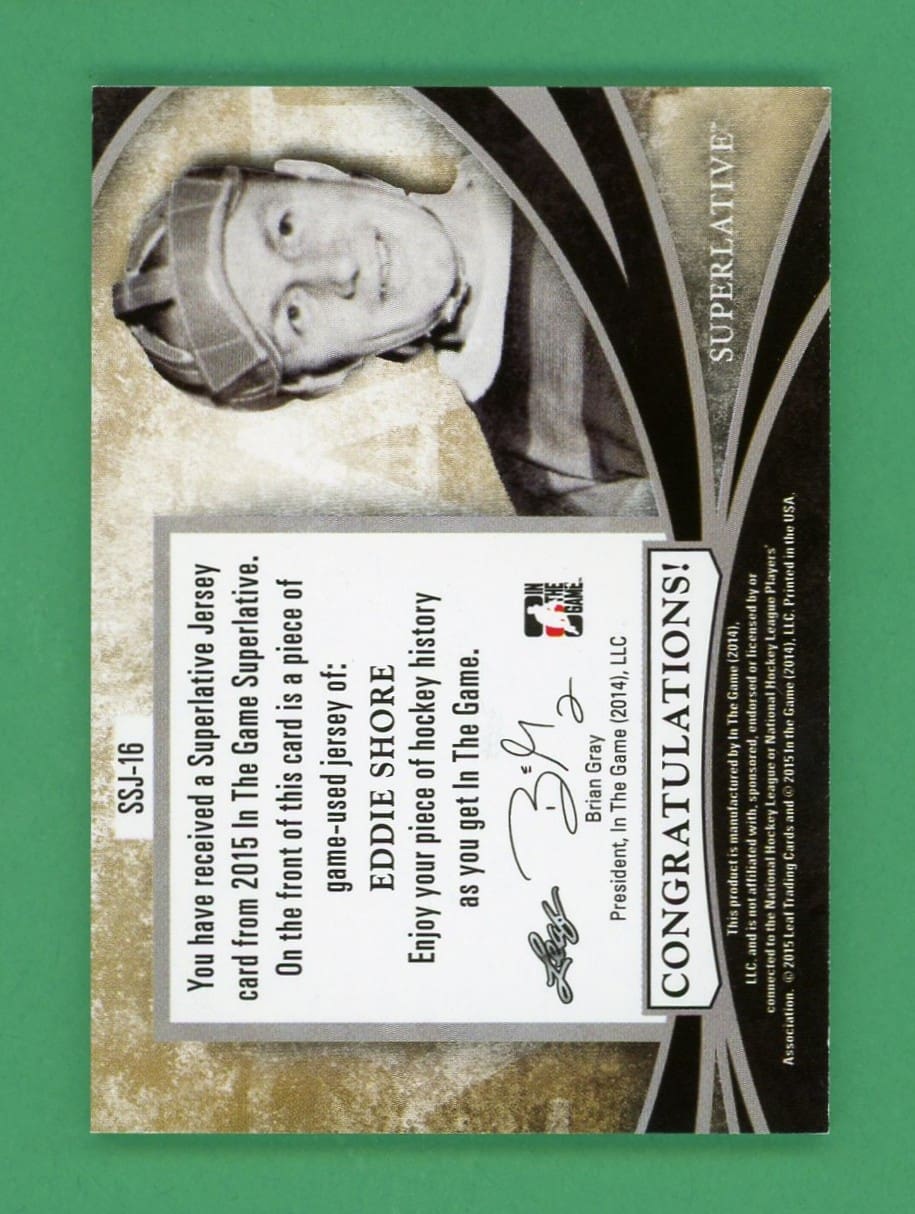 SSJ-16
You have received a Superlative Jersey
card from 2015 In The Game Superlative.
On the front of this card is a piece of
game-used jersey of:
EDDIE SHORE
Enjoy your piece of hockey history
as you get In The Game.
Leaf
IN
THE
GAME
Brian Gray
President, In The Game (2014), LLC
CONGRATULATIONS!
SUPERLATIVE™
This product is manufactured by In The Game (2014),
LLC. and is not affiliated with, sponsored, endorsed or licensed by or
connected to the National Hockey League or National Hockey League Players'
Association. © 2015 Leaf Trading Cards and © 2015 In the Game (2014), LLC. Printed in the USA.